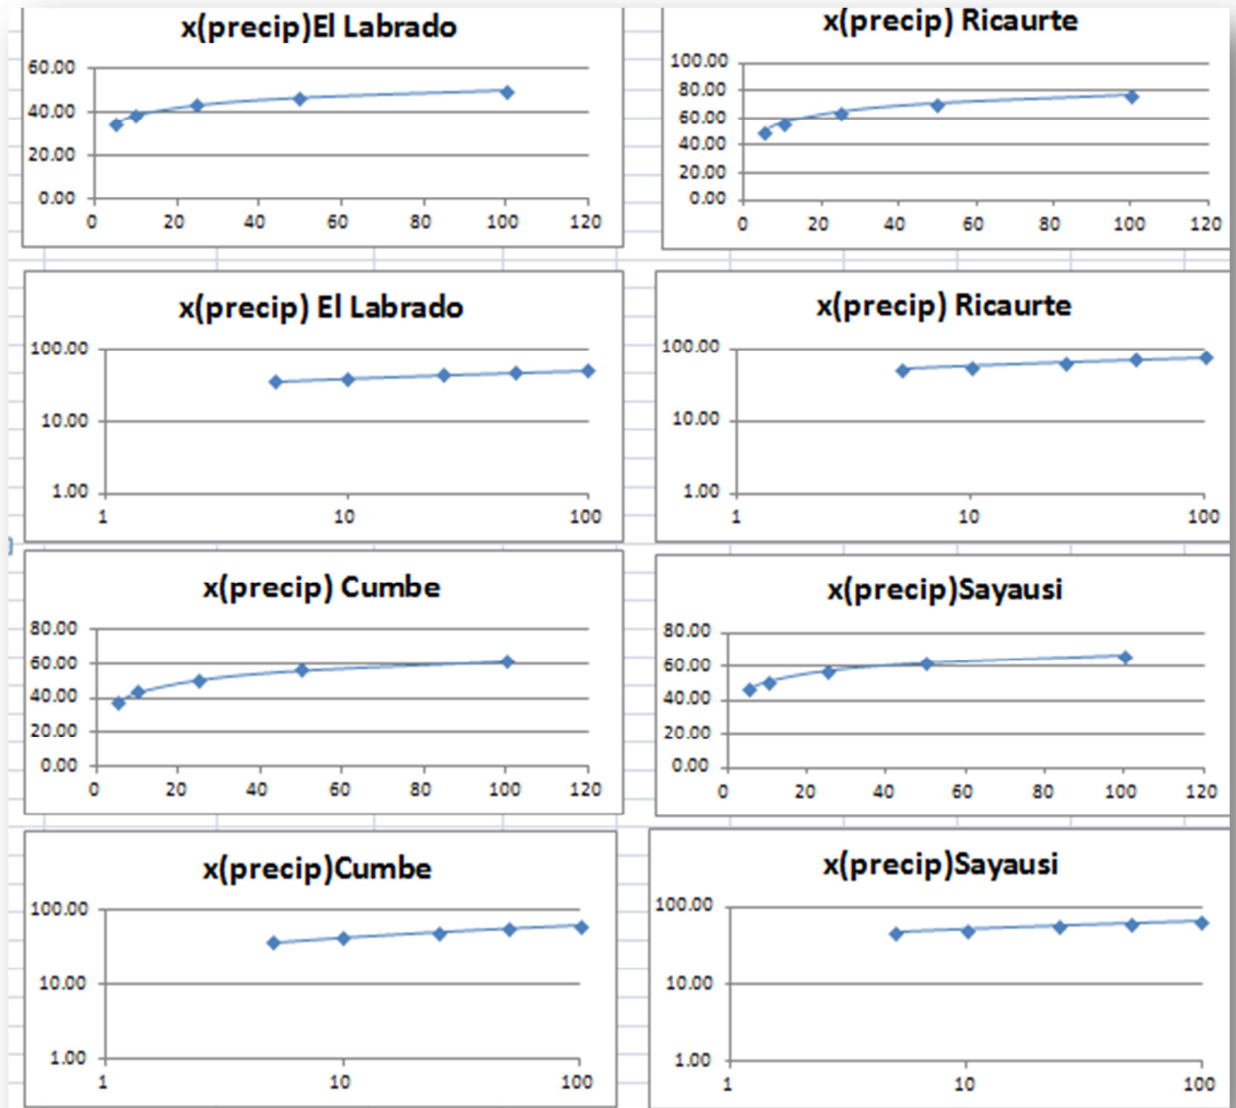 x(precip)El Labrado
60.00
40.00
20.00
0.00
0 20 40 60 80 100 120
x(precip) Ricaurte
100.00
80.00
60.00
40.00
20.00
0.00
0 20 40 60 80 100 120
x(precip) El Labrado
100.00
10.00
1.00
1 10 100
x(precip) Ricaurte
100.00
10.00
1.00
1 10 100
x(precip) Cumbe
80.00
60.00
40.00
20.00
0.00
0 20 40 60 80 100 120
x(precip)Sayausi
80.00
60.00
40.00
20.00
0.00
0 20 40 60 80 100 120
x(precip)Cumbe
100.00
10.00
1.00
1 10 100
x(precip)Sayausi
100.00
10.00
1.00
1 10 100